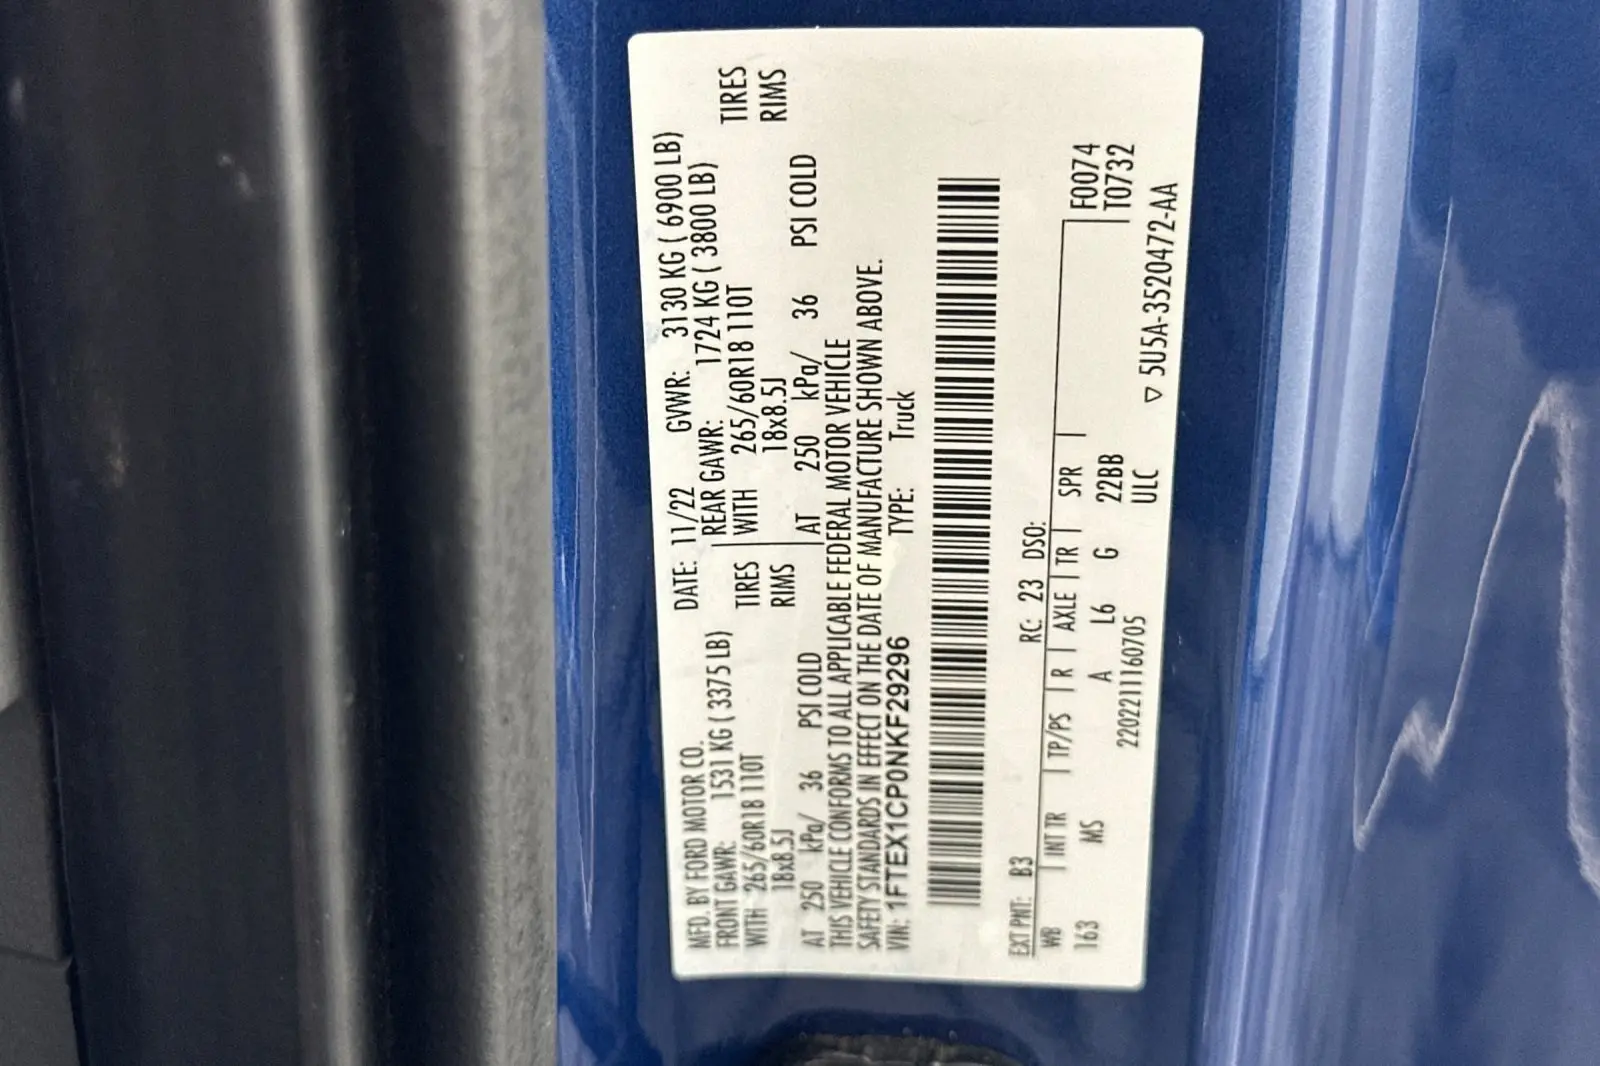 MFD. BY FORD MOTOR CO. DATE: 11/22 GVWR: 3130 KG ( 6900 LB)
FRONT GAWR: 1531 KG ( 3375 LB) REAR GAWR: 1724 KG ( 3800 LB)
WITH 265/60R18 110T TIRES WITH 265/60R18 110T TIRES
18x8.5J RIMS 18x8.5J RIMS
AT 250 kPa/ 36 PSI COLD AT 250 kPa/ 36 PSI COLD
THIS VEHICLE CONFORMS TO ALL APPLICABLE FEDERAL MOTOR VEHICLE
SAFETY STANDARDS IN EFFECT ON THE DATE OF MANUFACTURE SHOWN ABOVE.
VIN: 1FTEX1CP0NKF29296 TYPE: Truck
EXT PNT: B3 RC: 23 DSO:
WB INT TR TP/PS R AXLE TR SPR F0074
163 MS A L6 G 22BB T0732
220221116 0705 ULC
▽ 5U5A-3520472-AA